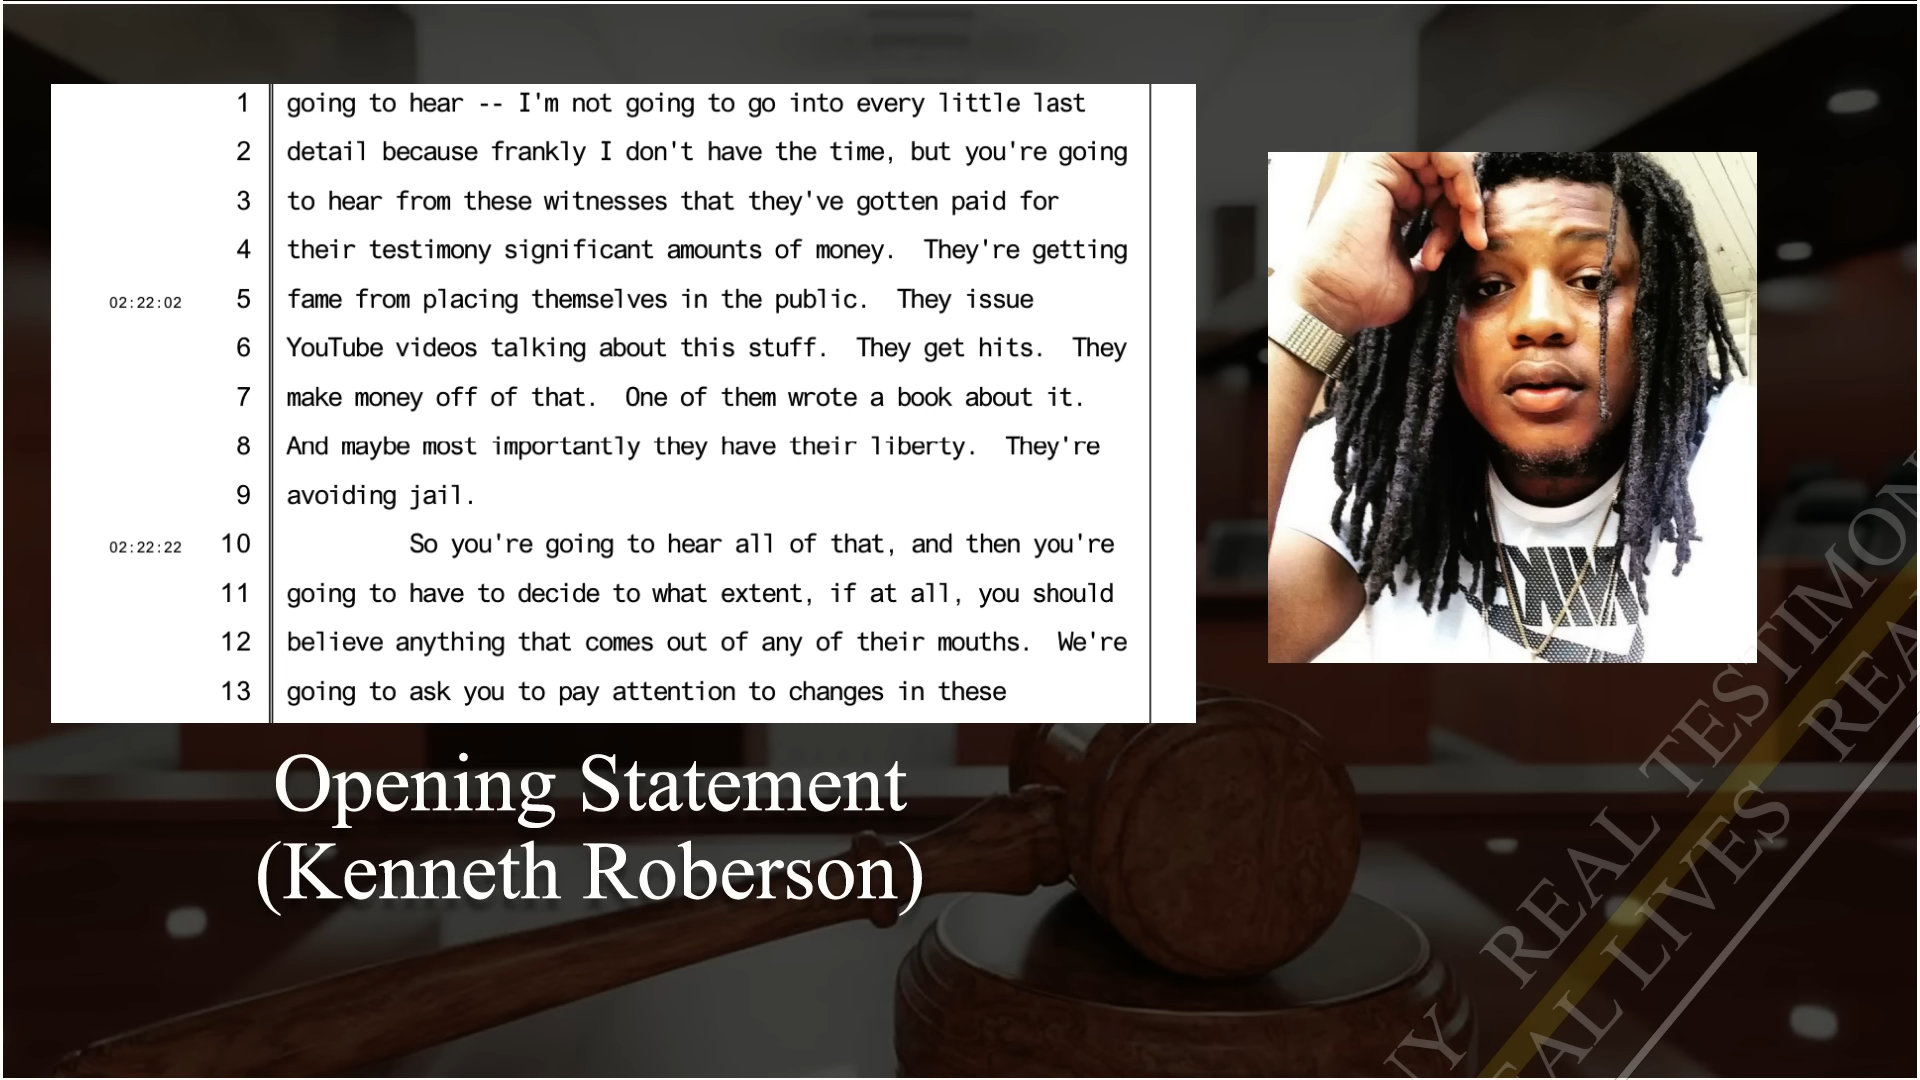 1 going to hear -- I'm not going to go into every little last
2 detail because frankly I don't have the time, but you're going
3 to hear from these witnesses that they've gotten paid for
4 their testimony significant amounts of money.  They're getting
02:22:02 5 fame from placing themselves in the public.  They issue
6 YouTube videos talking about this stuff.  They get hits.  They
7 make money off of that.  One of them wrote a book about it.
8 And maybe most importantly they have their liberty.  They're
9 avoiding jail.
02:22:22 10 So you're going to hear all of that, and then you're
11 going to have to decide to what extent, if at all, you should
12 believe anything that comes out of any of their mouths.  We're
13 going to ask you to pay attention to changes in these
Opening Statement
(Kenneth Roberson)
REAL TESTIMON
LIVES